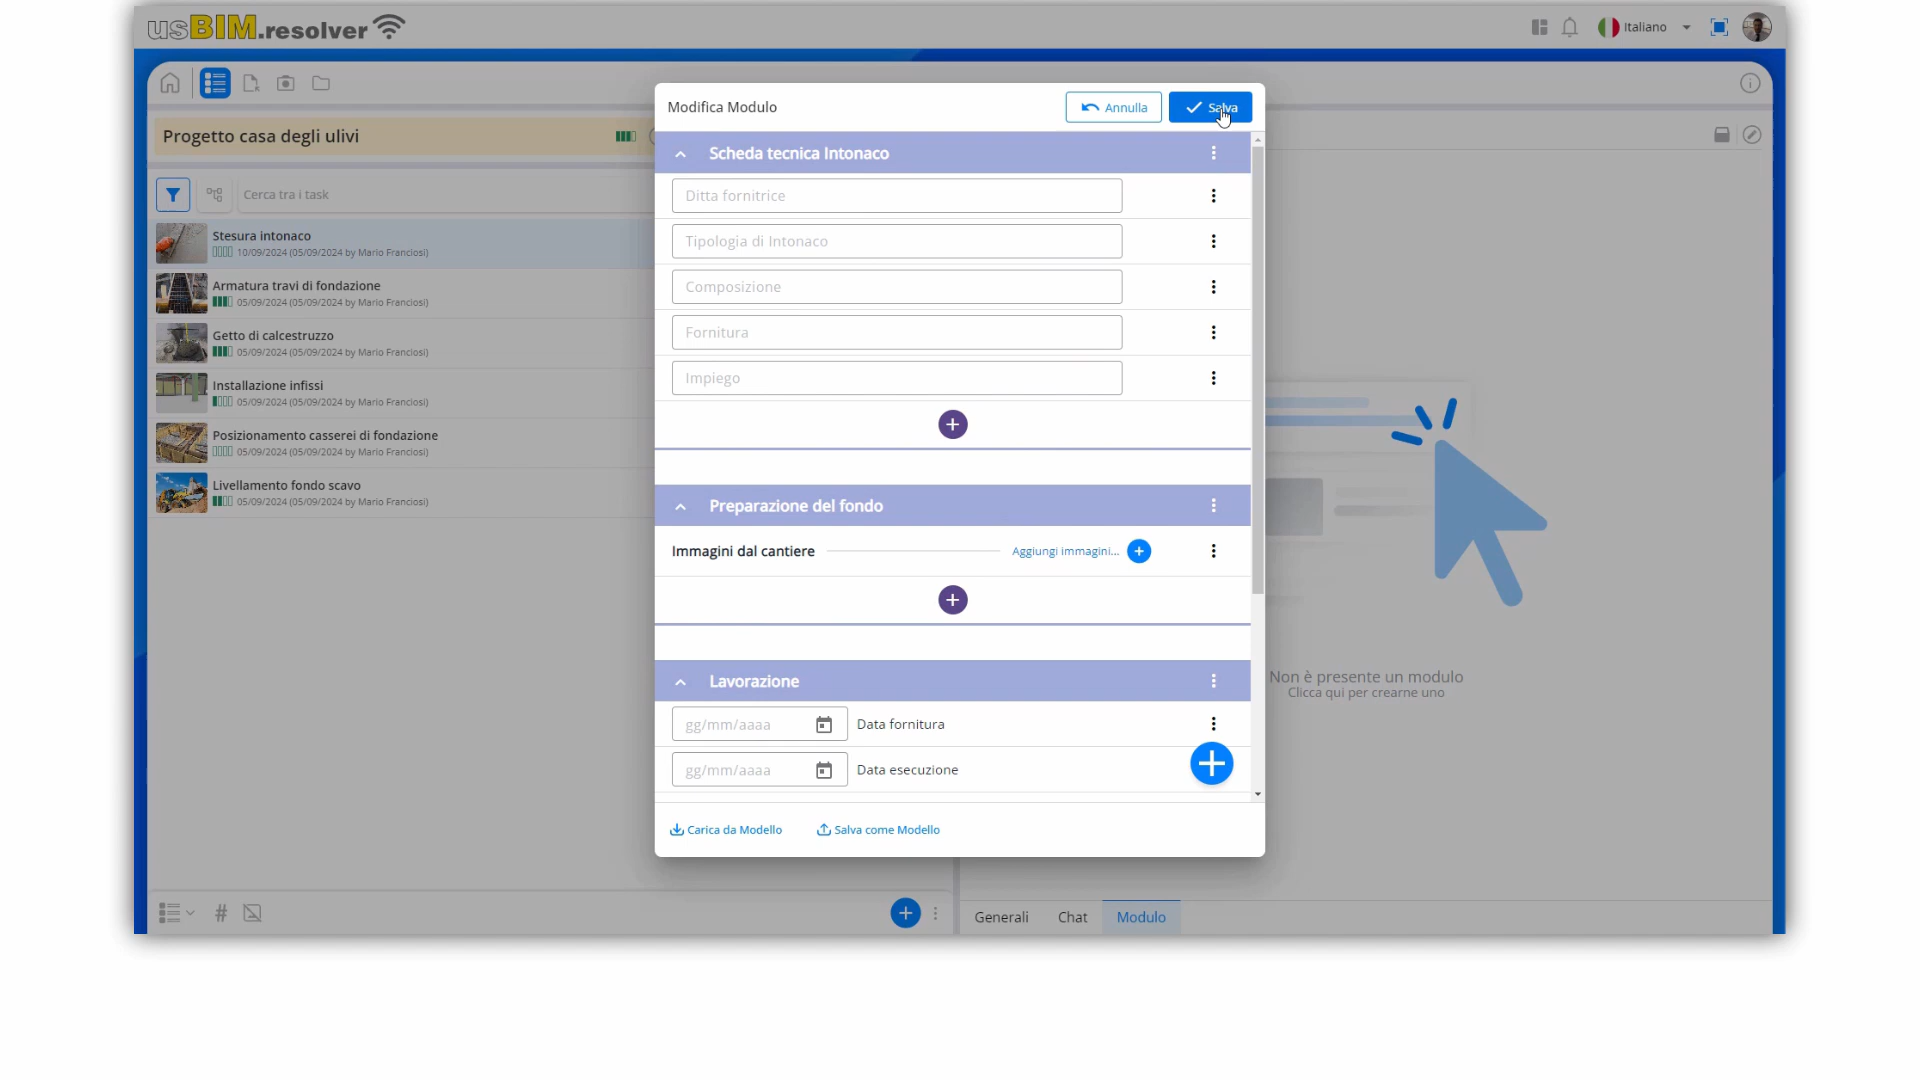 usBIM.resolver
Italiano
Progetto casa degli ulivi
Cerca tra i task
Stesura intonaco
10/09/2024 (05/09/2024 by Mario Franciosi)
Armatura travi di fondazione
05/09/2024 (05/09/2024 by Mario Franciosi)
Getto di calcestruzzo
05/09/2024 (05/09/2024 by Mario Franciosi)
Installazione infissi
05/09/2024 (05/09/2024 by Mario Franciosi)
Posizionamento casserei di fondazione
05/09/2024 (05/09/2024 by Mario Franciosi)
Livellamento fondo scavo
05/09/2024 (05/09/2024 by Mario Franciosi)
#
Modifica Modulo
Annulla
Salva
Scheda tecnica Intonaco
Ditta fornitrice
Tipologia di Intonaco
Composizione
Fornitura
Impiego
Preparazione del fondo
Immagini dal cantiere
Aggiungi immagini...
Lavorazione
gg/mm/aaaa Data fornitura
gg/mm/aaaa Data esecuzione
Carica da Modello
Salva come Modello
Non è presente un modulo
Clicca qui per crearne uno
Generali
Chat
Modulo